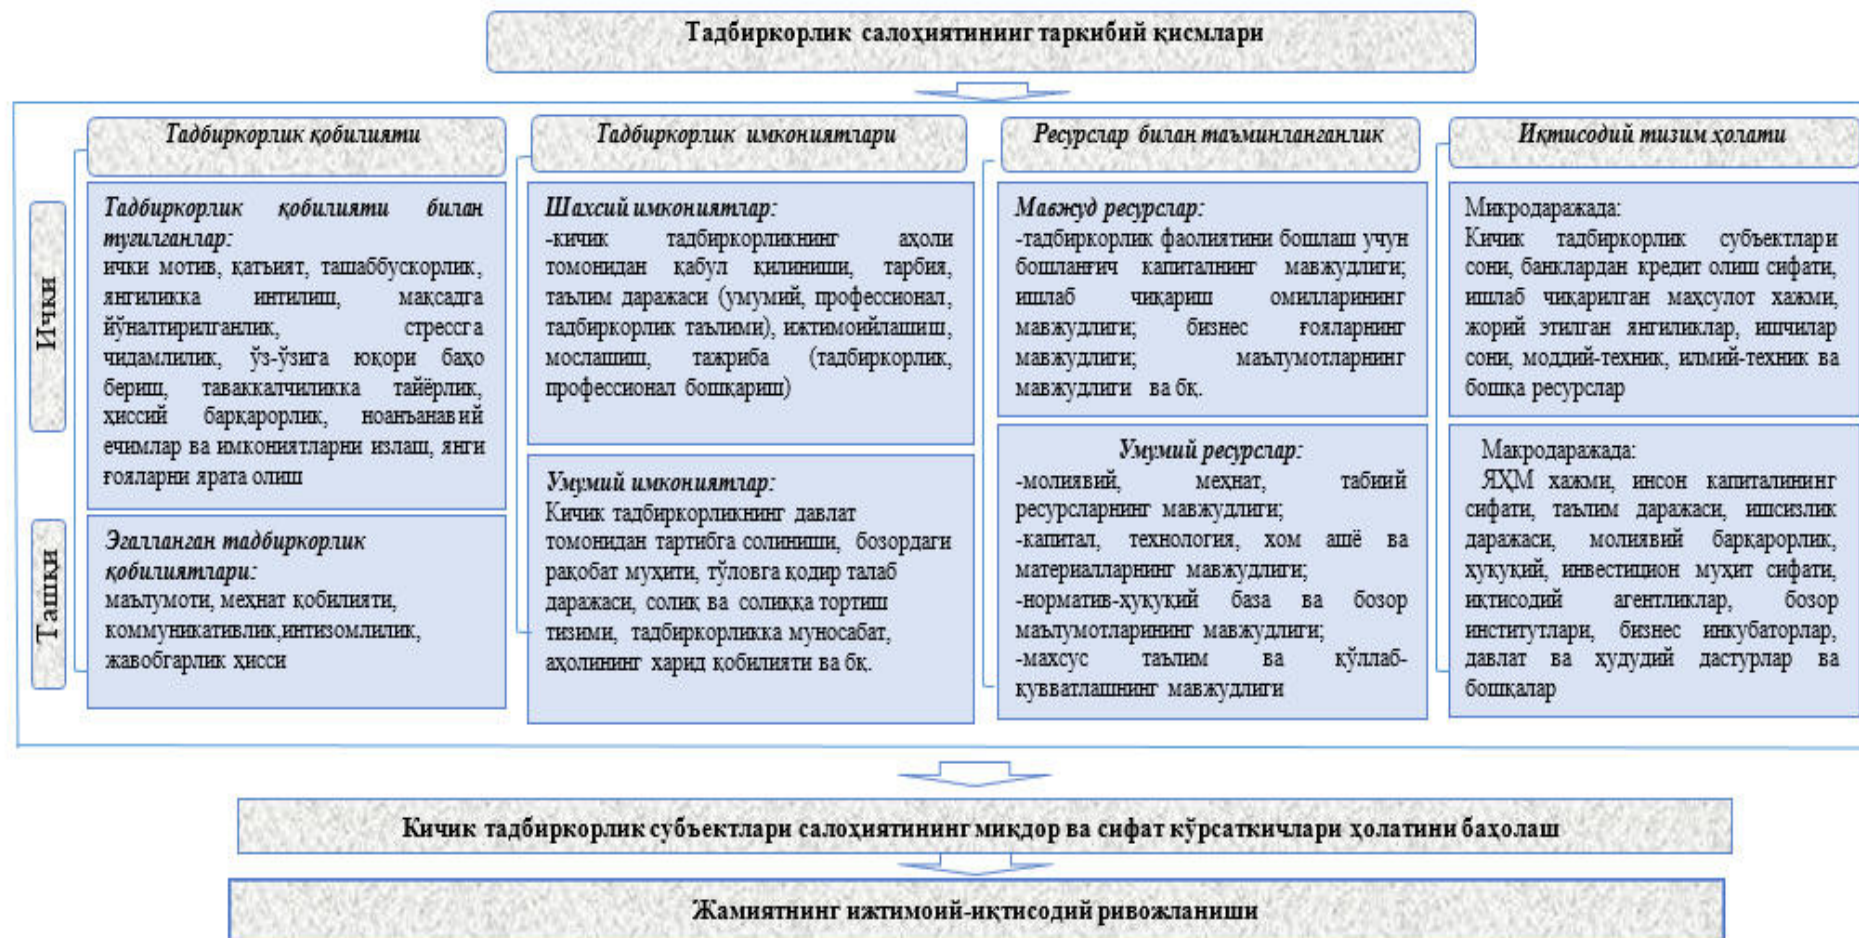 Тадбиркорлик салоҳиятининг таркибий қисмлари
Тадбиркорлик қобилияти
Тадбиркорлик имкониятлари
Ресурслар билан таъминланганлик
Иқтисодий тизим ҳолати
Ички
Ташқи
Тадбиркорлик қобилияти билан
туғилганлар:
ички мотив, қатъият, ташаббускорлик,
янгиликка интилиш, мақсадга
йўналтирилганлик, стрессга
чидамлилик, ўз-ўзига юқори баҳо
бериш, таваккалчиликка тайёрлик,
ҳиссий барқарорлик, ноанъанавий
ечимлар ва имкониятларни излаш, янги
ғояларни ярата олиш
Эгалланган тадбиркорлик
қобилиятлари:
маълумоти, меҳнат қобилияти,
коммуникативлик,интизомлилик,
жавобгарлик ҳисси
Шахсий имкониятлар:
-кичик тадбиркорликнинг аҳоли
томонидан қабул қилиниши, тарбия,
таълим даражаси (умумий, профессионал,
тадбиркорлик таълими), ижтимоийлашиш,
мослашиш, тажриба (тадбиркорлик,
профессионал бошқариш)
Умумий имкониятлар:
Кичик тадбиркорликнинг давлат
томонидан тартибга солиниши, бозордаги
рақобат муҳити, тўловга қодир талаб
даражаси, солиқ ва солиққа тортиш
тизими, тадбиркорликка муносабат,
аҳолининг харид қобилияти ва бқ.
Мавжуд ресурслар:
-тадбиркорлик фаолиятини бошлаш учун
бошланғич капиталнинг мавжудлиги;
ишлаб чиқариш омилларининг
мавжудлиги; бизнес ғояларнинг
мавжудлиги; маълумотларнинг
мавжудлиги ва бқ.
Умумий ресурслар:
-молиявий, меҳнат, табиий
ресурсларнинг мавжудлиги;
-капитал, технология, хом ашё ва
материалларнинг мавжудлиги;
-норматив-ҳуқуқий база ва бозор
маълумотларининг мавжудлиги;
-махсус таълим ва қўллаб-
қувватлашнинг мавжудлиги
Микродаражада:
Кичик тадбиркорлик субъектлари
сони, банклардан кредит олиш сифати,
ишлаб чиқарилган маҳсулот хажми,
жорий этилган янгиликлар, ишчилар
сони, моддий-техник, илмий-техник ва
бошқа ресурслар
Макродаражада:
ЯҲМ хажми, инсон капиталининг
сифати, таълим даражаси, ишсизлик
даражаси, молиявий барқарорлик,
ҳуқуқий, инвестицион муҳит сифати,
иқтисодий агентликлар, бозор
институтлари, бизнес инкубаторлар,
давлат ва ҳудудий дастурлар ва
бошқалар
Кичик тадбиркорлик субъектлари салоҳиятининг миқдор ва сифат кўрсаткичлари ҳолатини баҳолаш
Жамиятнинг ижтимоий-иқтисодий ривожланиши